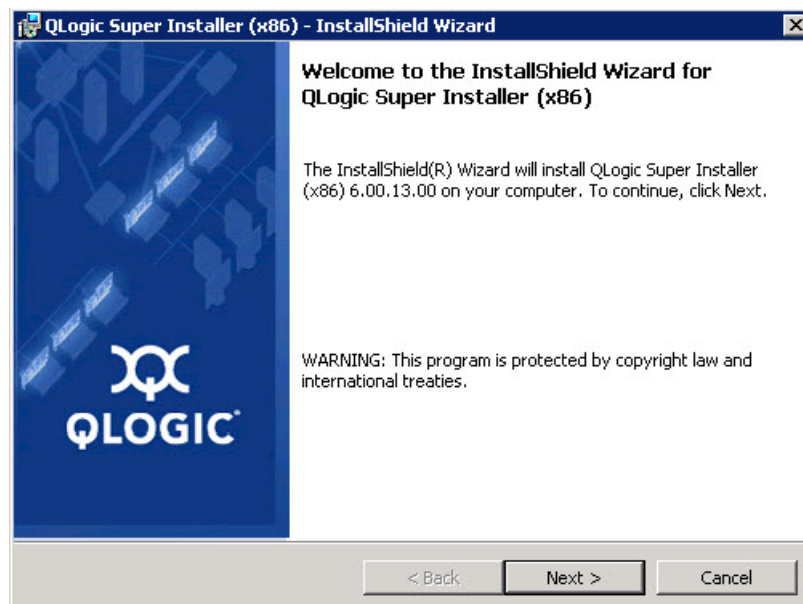 QLogic Super Installer (x86) - InstallShield Wizard
Welcome to the InstallShield Wizard for
QLogic Super Installer (x86)
The InstallShield(R) Wizard will install QLogic Super Installer
(x86) 6.00.13.00 on your computer. To continue, click Next.
WARNING: This program is protected by copyright law and
international treaties.
QLOGIC
< Back
Next >
Cancel